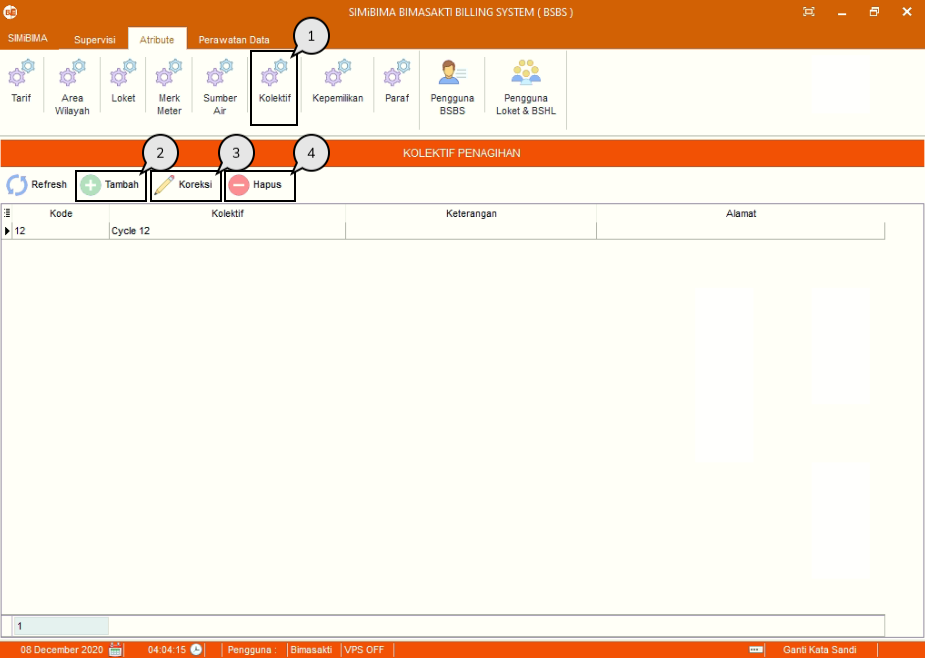 SIMiBIMA BIMASAKTI BILLING SYSTEM ( BSBS )
SIMiBIMA Supervisi Atribute Perawatan Data 1
Tarif
Area Wilayah
Loket
Merk Meter
Sumber Air
Kolektif
Kepemilikan
Paraf
Pengguna BSBS
Pengguna Loket & BSHL
2 3 4
KOLEKTIF PENAGIHAN
Refresh Tambah Koreksi Hapus
Kode Kolektif Keterangan Alamat
12 Cycle 12
1
08 December 2020 04:04:15 Pengguna : Bimasakti VPS OFF Ganti Kata Sandi